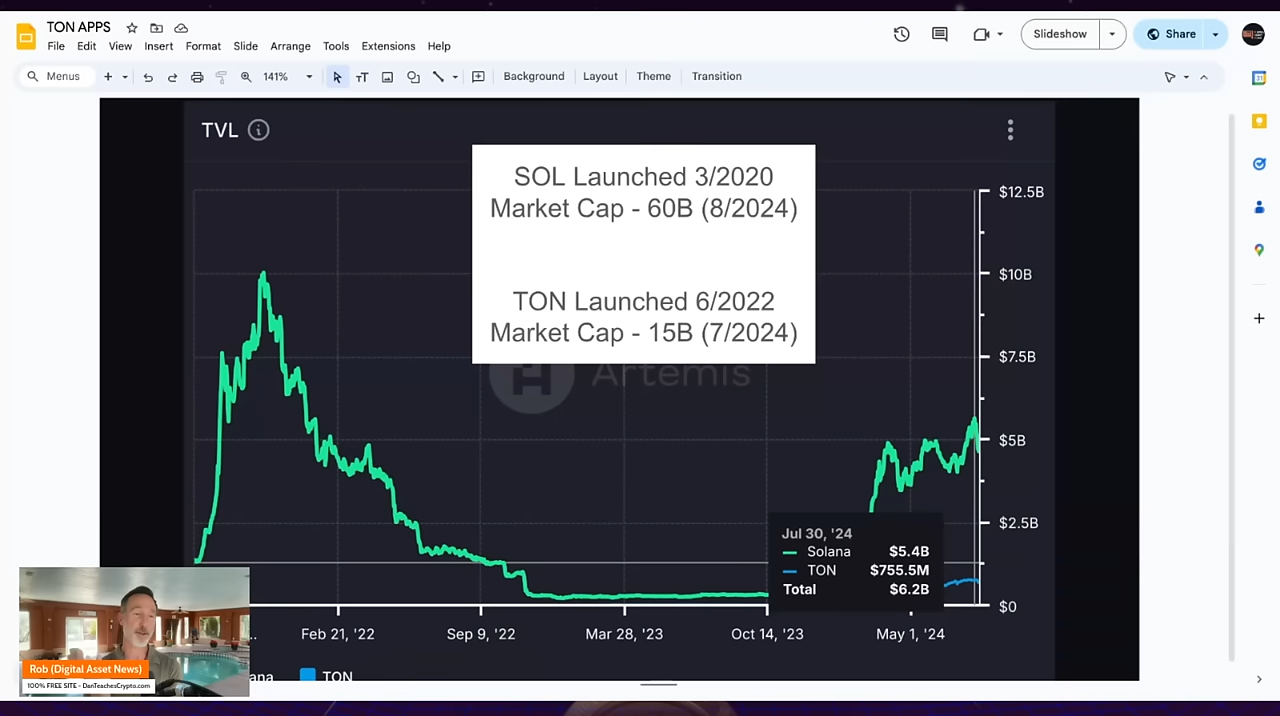 TON APPS
File Edit View Insert Format Slide Arrange Tools Extensions Help
Slideshow
Share
Menus
141%
Background Layout Theme Transition
TVL
SOL Launched 3/2020
Market Cap - 60B (8/2024)
TON Launched 6/2022
Market Cap - 15B (7/2024)
Artemis
$12.5B
$10B
$7.5B
$5B
$2.5B
$0
Jul 30, '24
Solana $5.4B
TON $755.5M
Total $6.2B
Feb 21, '22 Sep 9, '22 Mar 28, '23 Oct 14, '23 May 1, '24
ana TON
Rob (Digital Asset News)
100% FREE SITE - DanTeachesCrypto.com